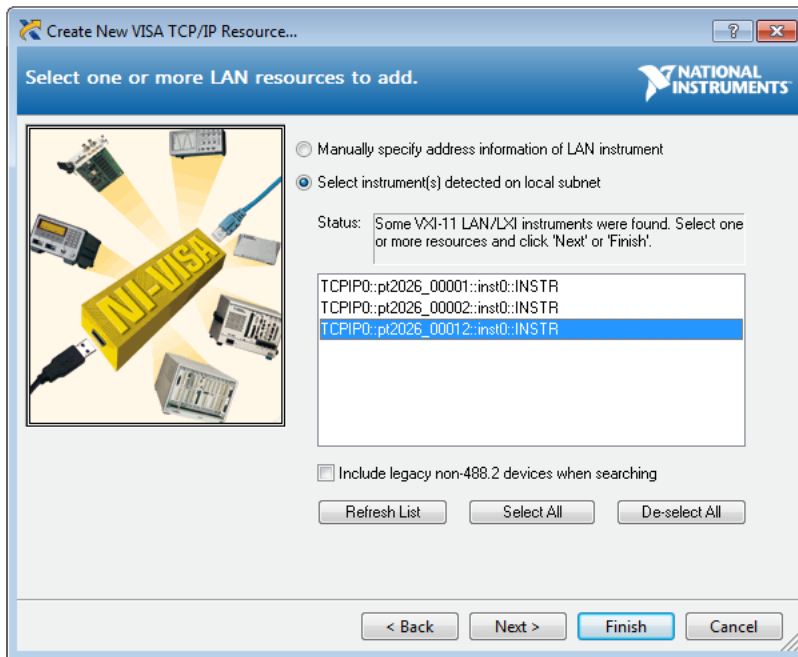 Create New VISA TCP/IP Resource...
Select one or more LAN resources to add.
NATIONAL
INSTRUMENTS
NI-VISA
Manually specify address information of LAN instrument
Select instrument(s) detected on local subnet
Status:
Some VXI-11 LAN/LXI instruments were found. Select one
or more resources and click 'Next' or 'Finish'.
TCPIP0::pt2026_00001::inst0::INSTR
TCPIP0::pt2026_00002::inst0::INSTR
TCPIP0::pt2026_00012::inst0::INSTR
Include legacy non-488.2 devices when searching
Refresh List
Select All
De-select All
< Back
Next >
Finish
Cancel